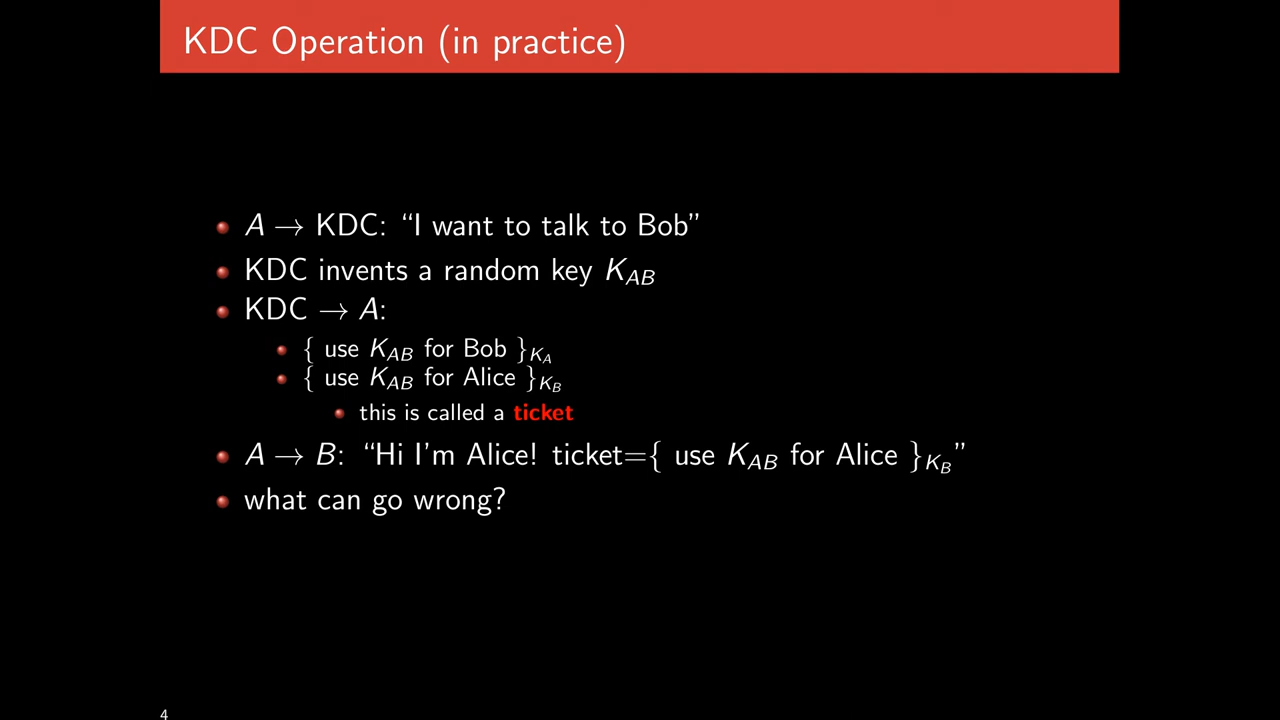 KDC Operation (in practice)
A → KDC: “I want to talk to Bob”
KDC invents a random key K_AB
KDC → A:
{ use K_AB for Bob }_K_A
{ use K_AB for Alice }_K_B
this is called a ticket
A → B: “Hi I'm Alice! ticket={ use K_AB for Alice }_K_B”
what can go wrong?
4